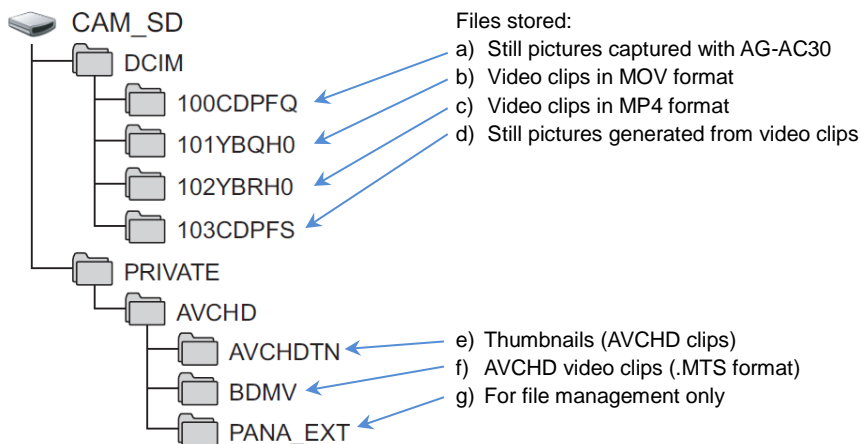 CAM_SD
DCIM
100CDPFQ
101YBQH0
102YBRH0
103CDPFS
PRIVATE
AVCHD
AVCHDTN
BDMV
PANA_EXT
Files stored:
a) Still pictures captured with AG-AC30
b) Video clips in MOV format
c) Video clips in MP4 format
d) Still pictures generated from video clips
e) Thumbnails (AVCHD clips)
f) AVCHD video clips (.MTS format)
g) For file management only